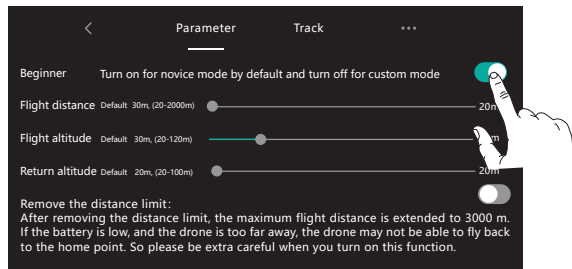 Parameter Track
Beginner Turn on for novice mode by default and turn off for custom mode
Flight distance Default 30m, (20-2000m) 20m
Flight altitude Default 30m, (20-120m) m
Return altitude Default 20m, (20-100m) 20m
Remove the distance limit:
After removing the distance limit, the maximum flight distance is extended to 3000 m.
If the battery is low, and the drone is too far away, the drone may not be able to fly back
to the home point. So please be extra careful when you turn on this function.